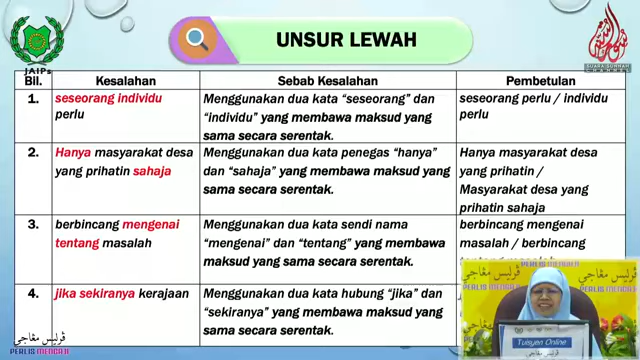 UNSUR LEWAH
JAIPs
Bil. Kesalahan Sebab Kesalahan Pembetulan
1. seseorang individu perlu
Menggunakan dua kata “seseorang” dan
“individu” yang membawa maksud yang
sama secara serentak.
seseorang perlu / individu
perlu
2. Hanya masyarakat desa
yang prihatin sahaja
Menggunakan dua kata penegas “hanya”
dan “sahaja” yang membawa maksud yang
sama secara serentak.
Hanya masyarakat desa
yang prihatin /
Masyarakat desa yang
prihatin sahaja
3. berbincang mengenai
tentang masalah
Menggunakan dua kata sendi nama
“mengenai” dan “tentang” yang membawa
maksud yang sama secara serentak.
berbincang mengenai
masalah / berbincang
4. jika sekiranya kerajaan
Menggunakan dua kata hubung “jika” dan
“sekiranya” yang membawa maksud yang
sama secara serentak.
ڤرليس مڠاجي
PERLIS MENGAJI
Tuisyen Online